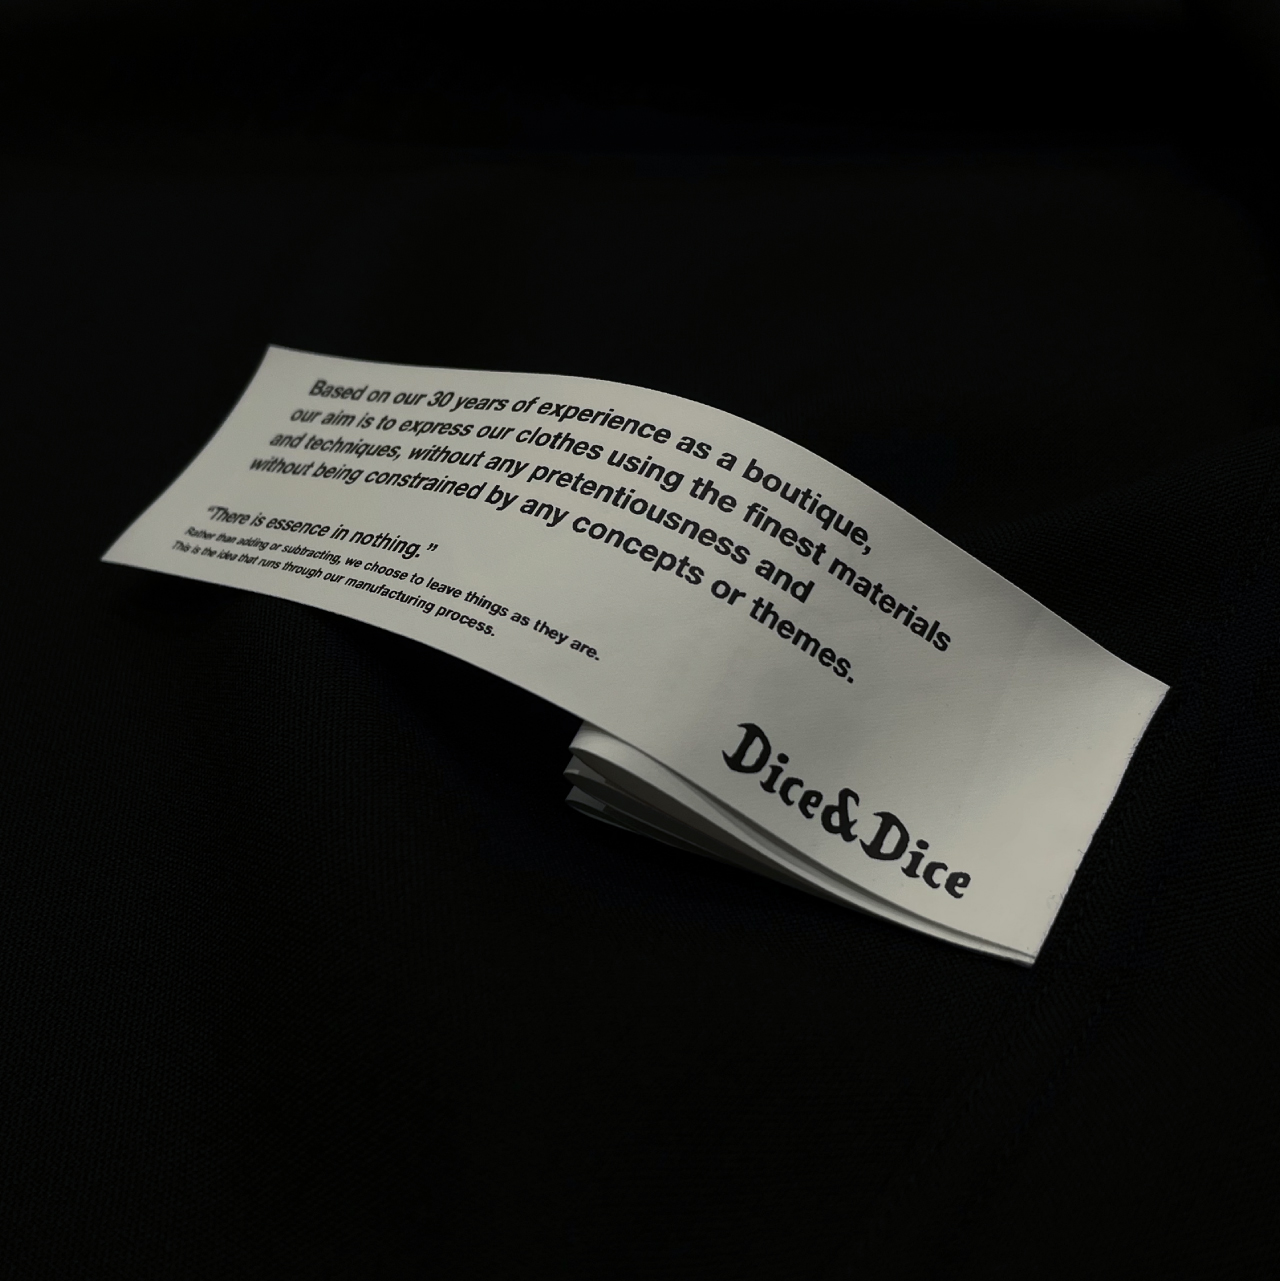 Based on our 30 years of experience as a boutique,
our aim is to express our clothes using the finest materials
and techniques, without any pretentiousness and
without being constrained by any concepts or themes.
“There is essence in nothing.”
Rather than adding or subtracting, we choose to leave things as they are.
This is the idea that runs through our manufacturing process.
Dice&Dice